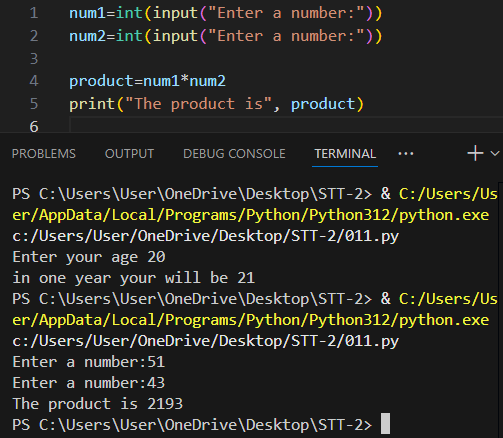 1 num1=int(input("Enter a number:"))
2 num2=int(input("Enter a number:"))
3
4 product=num1*num2
5 print("The product is", product)
6
PROBLEMS OUTPUT DEBUG CONSOLE TERMINAL ··· +
PS C:\Users\User\OneDrive\Desktop\STT-2> & C:/Users/Us
er/AppData/Local/Programs/Python/Python312/python.exe
c:/Users/User/OneDrive/Desktop/STT-2/011.py
Enter your age 20
in one year your will be 21
PS C:\Users\User\OneDrive\Desktop\STT-2> & C:/Users/Us
er/AppData/Local/Programs/Python/Python312/python.exe
c:/Users/User/OneDrive/Desktop/STT-2/011.py
Enter a number:51
Enter a number:43
The product is 2193
PS C:\Users\User\OneDrive\Desktop\STT-2>